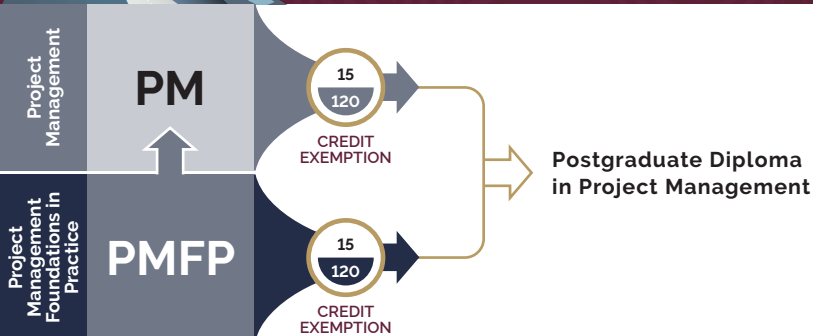 Project
Management
PM
15
120
CREDIT
EXEMPTION
Postgraduate Diploma
in Project Management
Project
Management
Foundations in
Practice
PMFP
15
120
CREDIT
EXEMPTION